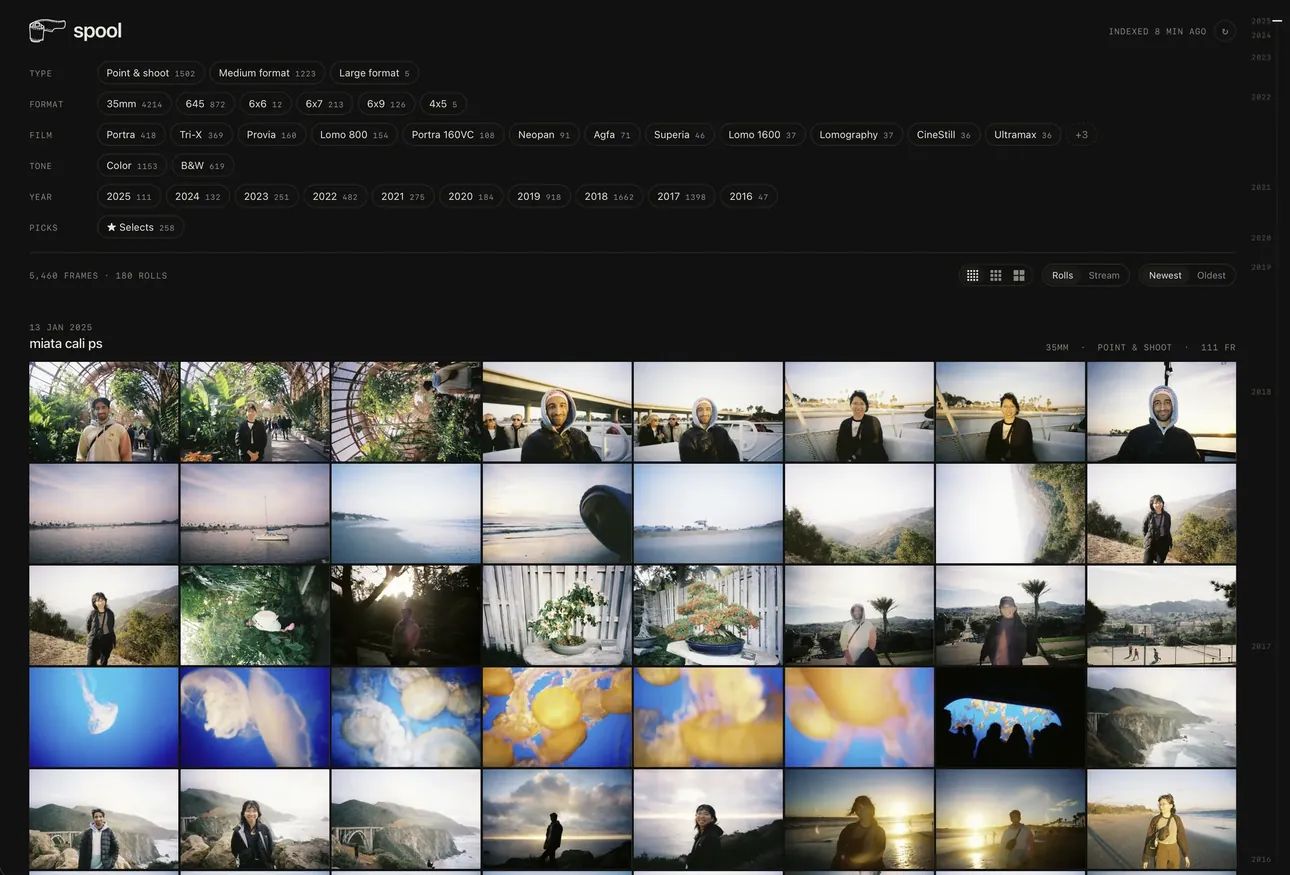 spool
INDEXED 8 MIN AGO
TYPE Point & shoot 1502 Medium format 1223 Large format 5
FORMAT 35mm 4214 645 872 6x6 12 6x7 213 6x9 126 4x5 5
FILM Portra 418 Tri-X 369 Provia 160 Lomo 800 154 Portra 160VC 108 Neopan 91 Agfa 71 Superia 46 Lomo 1600 37 Lomography 37 CineStill 36 Ultramax 36 +3
TONE Color 1153 B&W 619
YEAR 2025 111 2024 132 2023 251 2022 482 2021 275 2020 184 2019 918 2018 1662 2017 1398 2016 47
PICKS ★ Selects 258
5,460 FRAMES · 180 ROLLS
Rolls Stream Newest Oldest
13 JAN 2025
miata cali ps
35MM · POINT & SHOOT · 111 FR
2025
2024
2023
2022
2021
2020
2019
2018
2017
2016